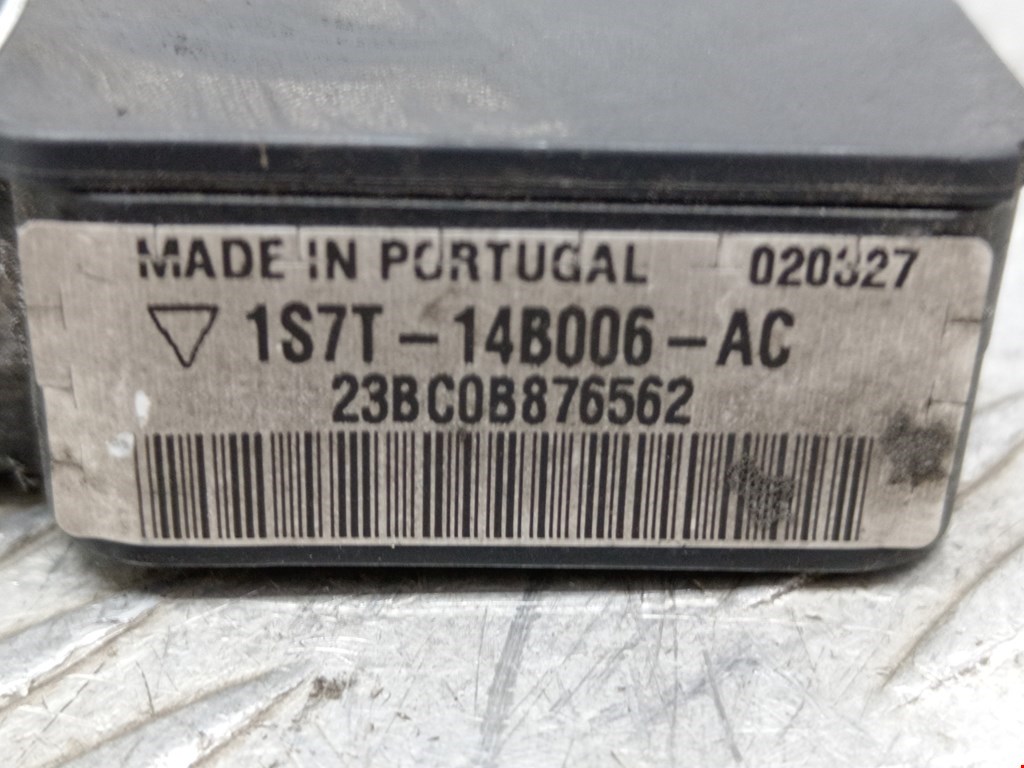 MADE IN PORTUGAL 020327
1S7T-14B006-AC
23BC0B876562